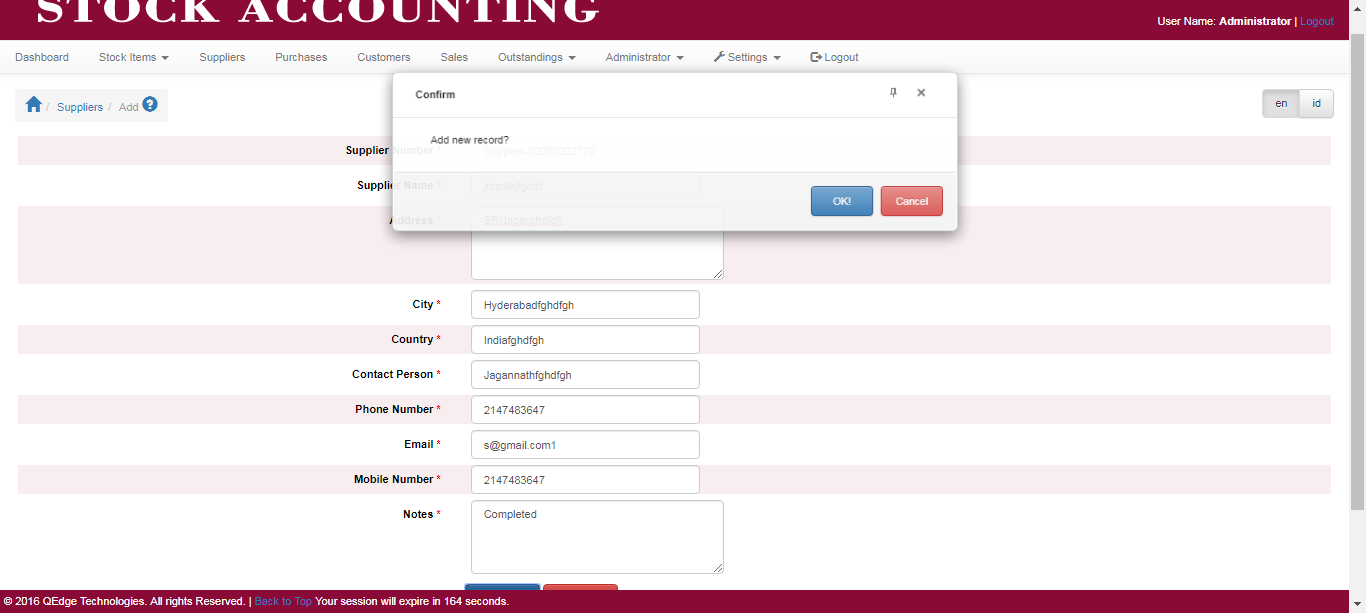 STOCK ACCOUNTING
User Name: Administrator | Logout
Dashboard Stock Items Suppliers Purchases Customers Sales Outstandings Administrator Settings Logout
Confirm
/ Suppliers / Add ?
en id
Add new record?
Supplier Number *
Supplier Name *
OK! Cancel
Address * SRNagarghdfgh
City * Hyderabadfghdfgh
Country * Indiafghdfgh
Contact Person * Jagannathfghdfgh
Phone Number * 2147483647
Email * s@gmail.com1
Mobile Number * 2147483647
Notes * Completed
© 2016 QEdge Technologies. All rights Reserved. | Back to Top Your session will expire in 164 seconds.